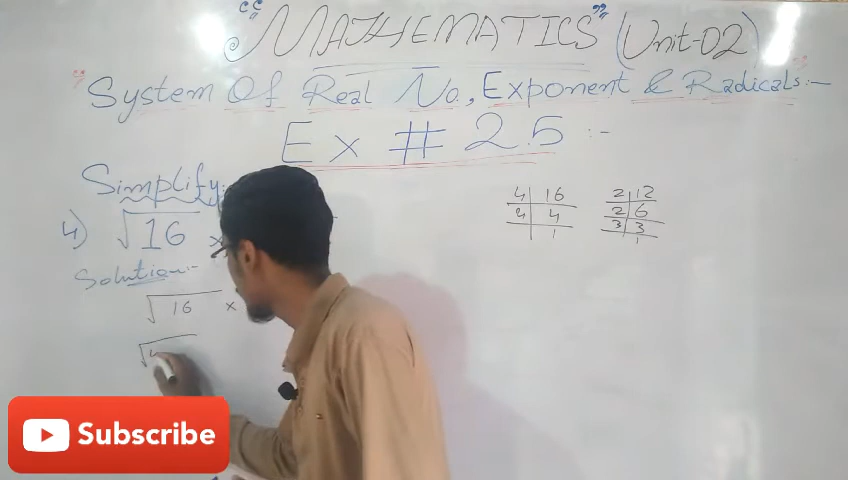 “MATHEMATICS” (Unit-02)
System Of Real No., Exponent & Radicals:-
Ex # 2.5 :-
Simplify:
4) √16 ×
Solution:-
√16 ×
√4
4 | 16
4 | 4
1
2 | 12
2 | 6
3 | 3
1
Subscribe